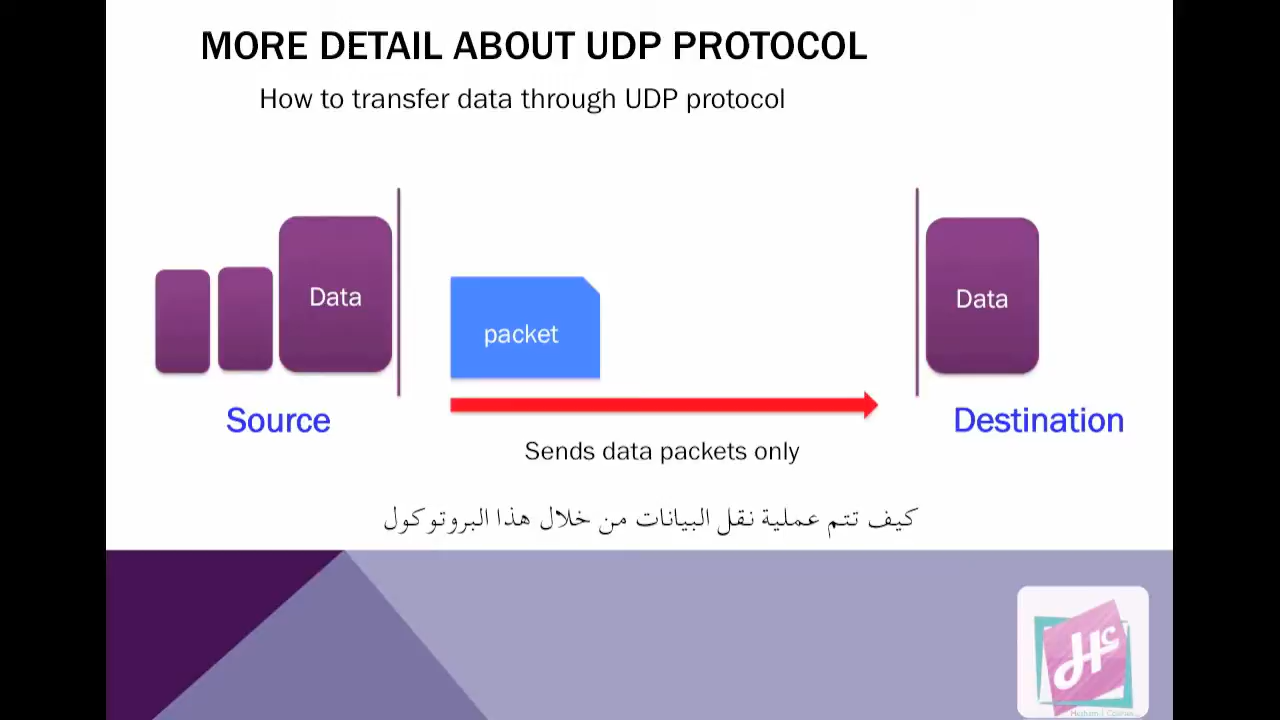 MORE DETAIL ABOUT UDP PROTOCOL
How to transfer data through UDP protocol
Data
packet
Data
Source
Destination
Sends data packets only
كيف تتم عملية نقل البيانات من خلال هذا البروتوكول
Hc